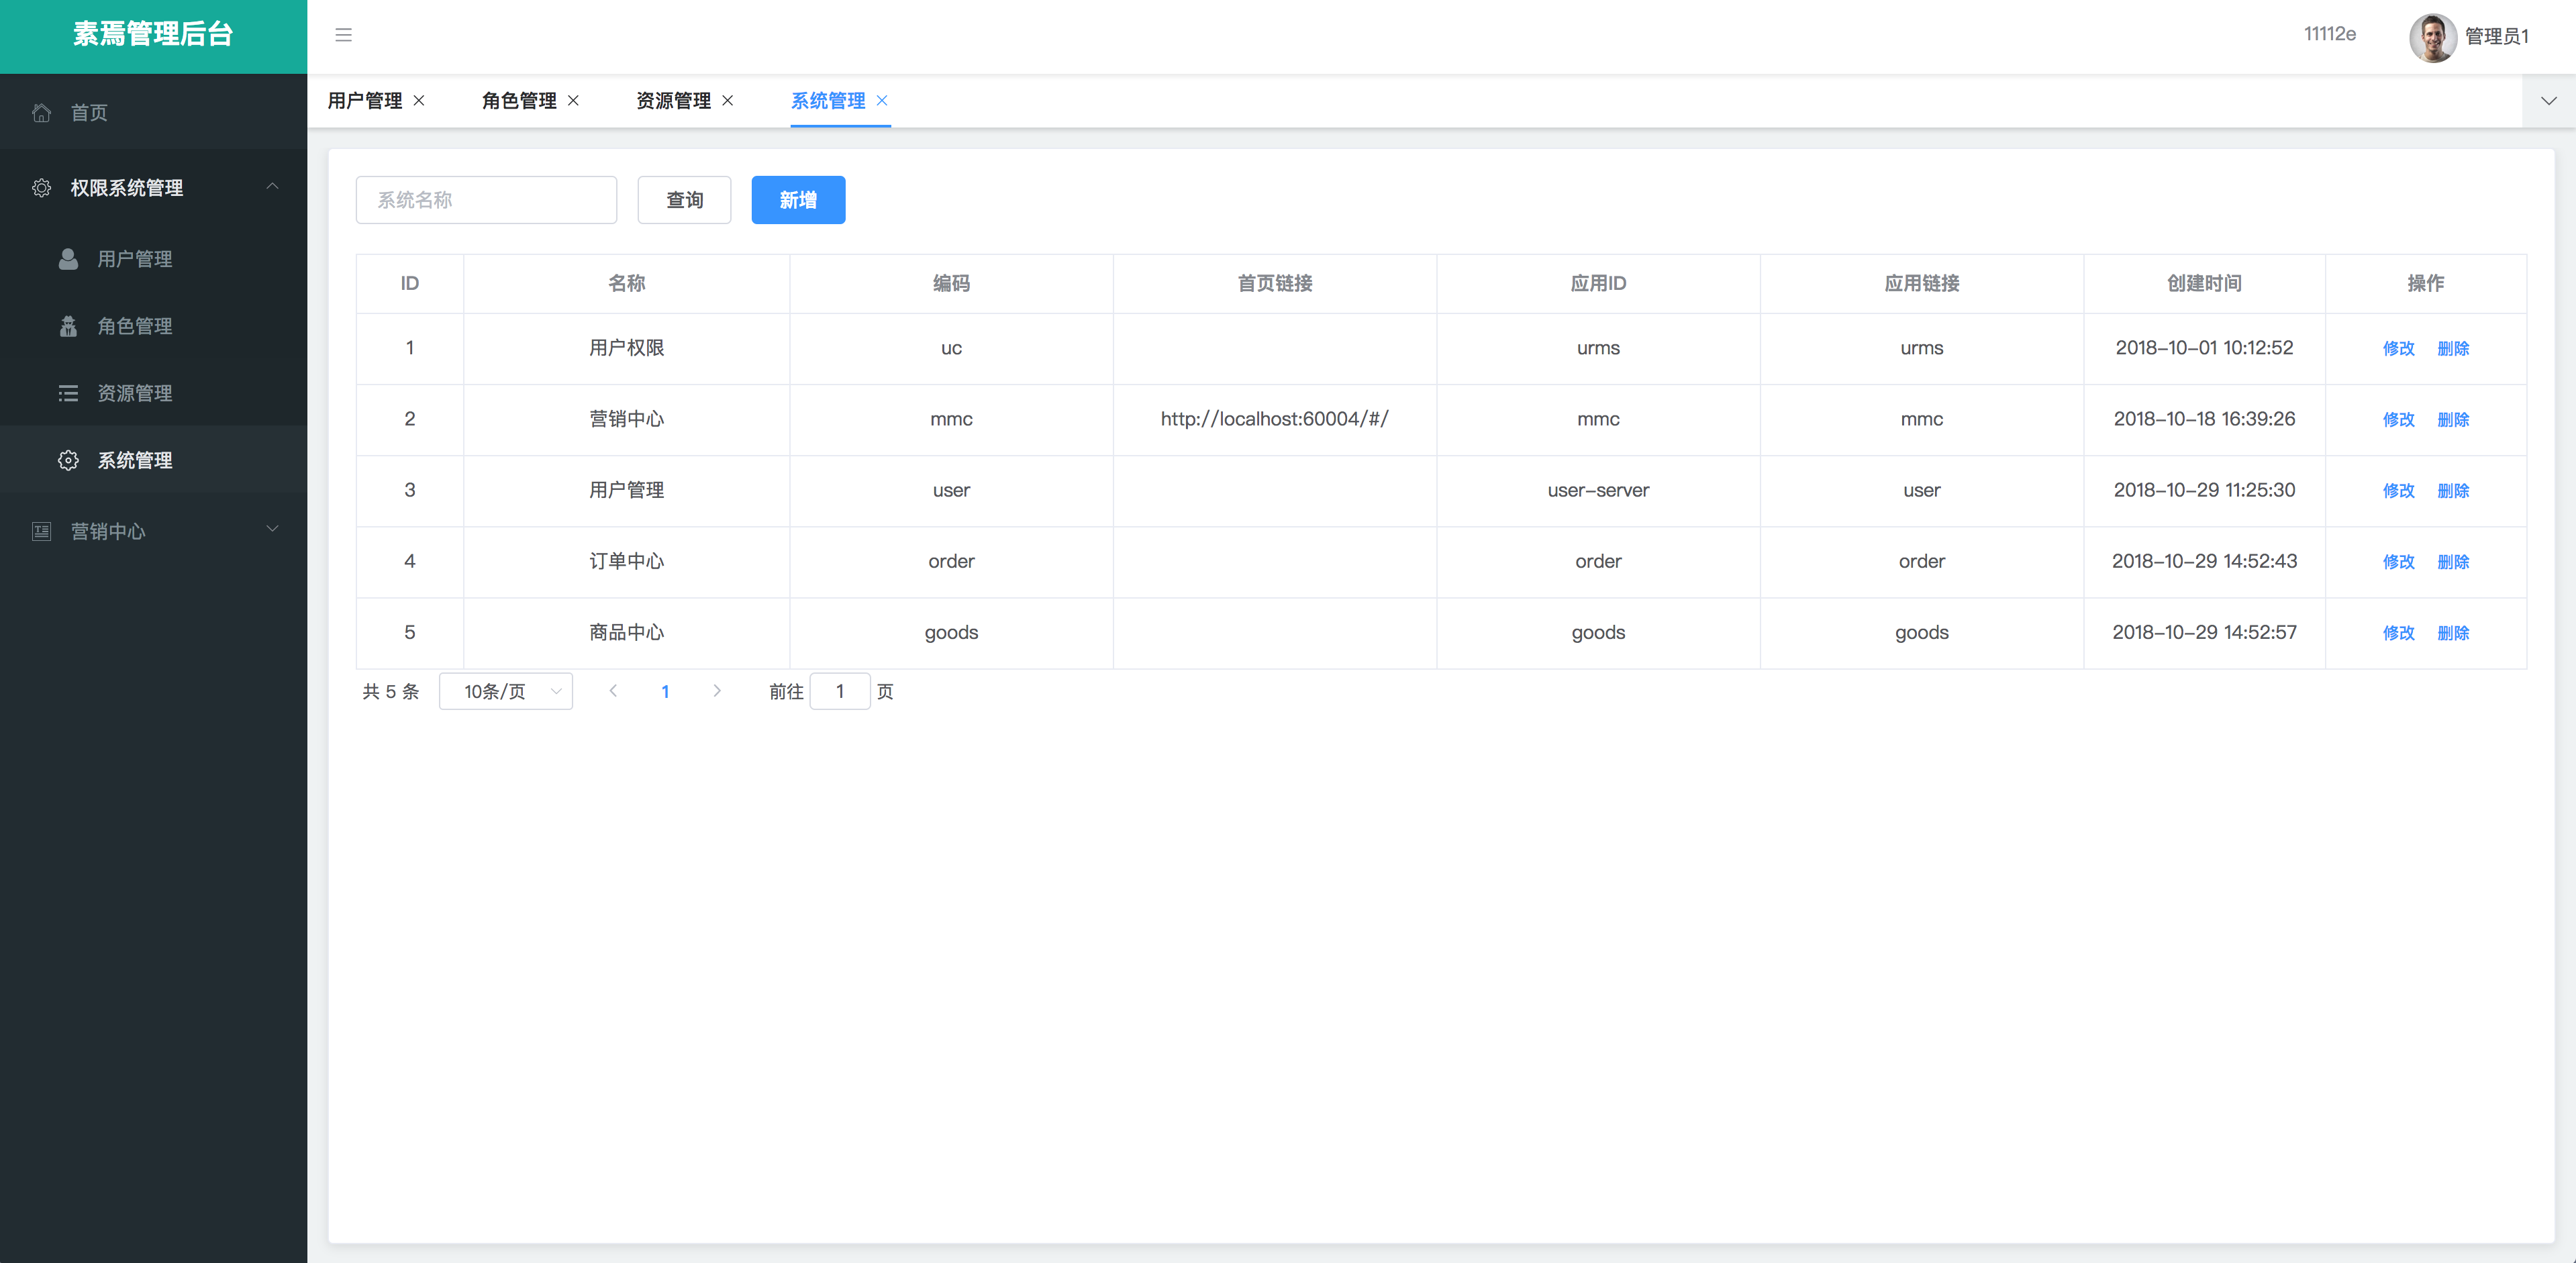 素焉管理后台
11112e
管理员1
首页
权限系统管理
用户管理
角色管理
资源管理
系统管理
营销中心
用户管理 角色管理 资源管理 系统管理
系统名称 查询 新增
ID 名称 编码 首页链接 应用ID 应用链接 创建时间 操作
1 用户权限 uc urms urms 2018-10-01 10:12:52 修改 删除
2 营销中心 mmc http://localhost:60004/#/ mmc mmc 2018-10-18 16:39:26 修改 删除
3 用户管理 user user-server user 2018-10-29 11:25:30 修改 删除
4 订单中心 order order order 2018-10-29 14:52:43 修改 删除
5 商品中心 goods goods goods 2018-10-29 14:52:57 修改 删除
共 5 条 10条/页 1 前往 1 页